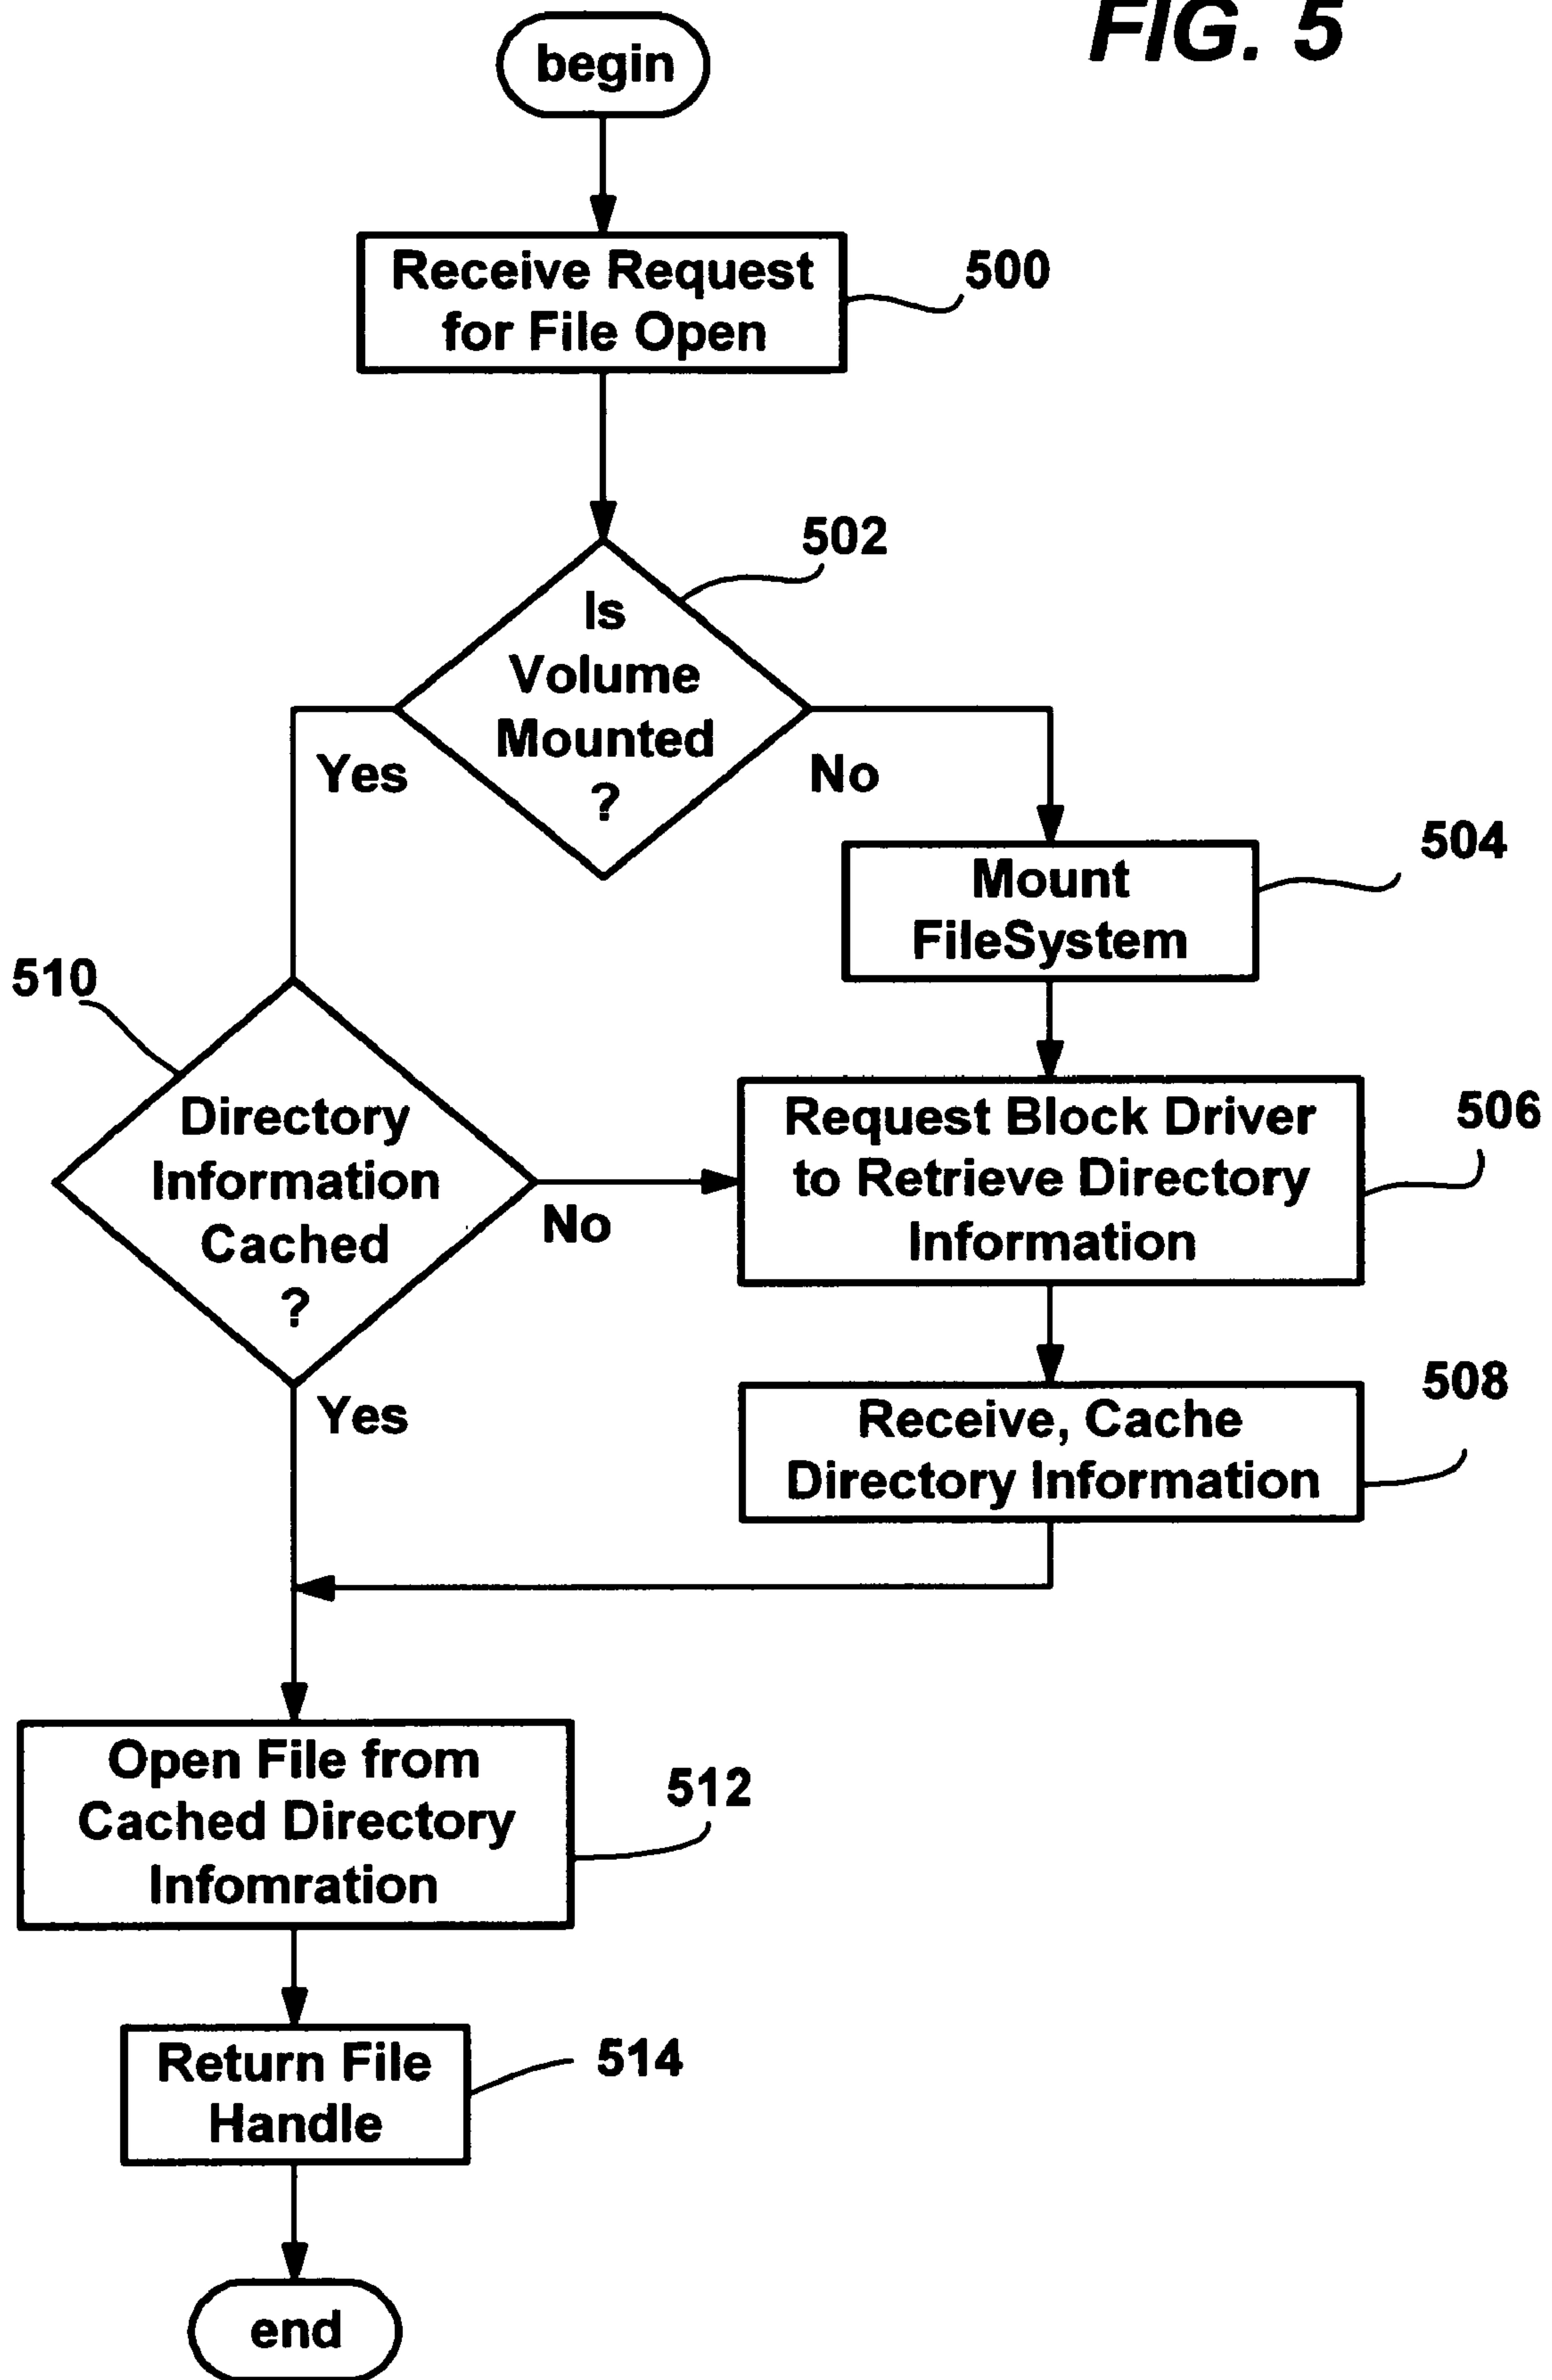 FIG. 5
begin
Receive Request
for File Open
500
502
Is
Volume
Mounted
?
Yes
No
504
Mount
FileSystem
510
Directory
Information
Cached
?
No
Yes
506
Request Block Driver
to Retrieve Directory
Information
508
Receive, Cache
Directory Information
Open File from
Cached Directory
Infomration
512
Return File
Handle
514
end